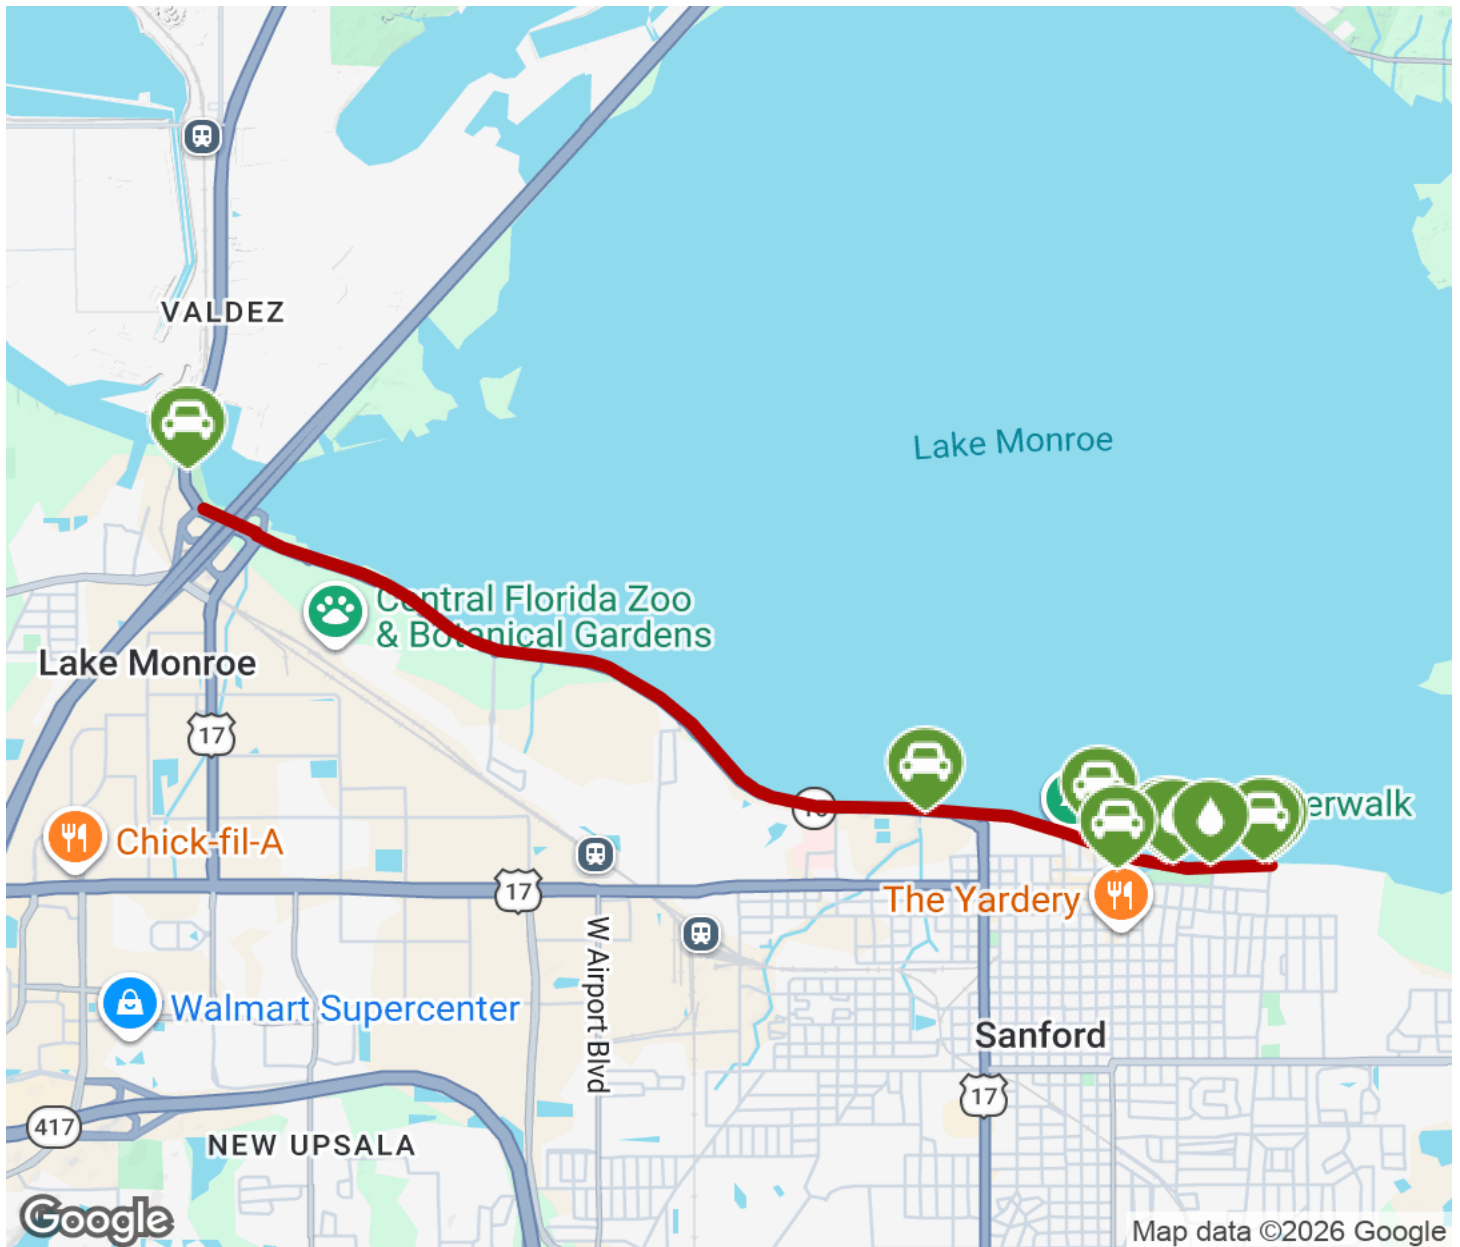 VALDEZ
Lake Monroe
Central Florida Zoo
& Botanical Gardens
Lake Monroe
17
Chick-fil-A
17
erwalk
The Yardery
W Airport Blvd
Walmart Supercenter
Sanford
17
417
NEW UPSALA
Google
Map data ©2026 Google